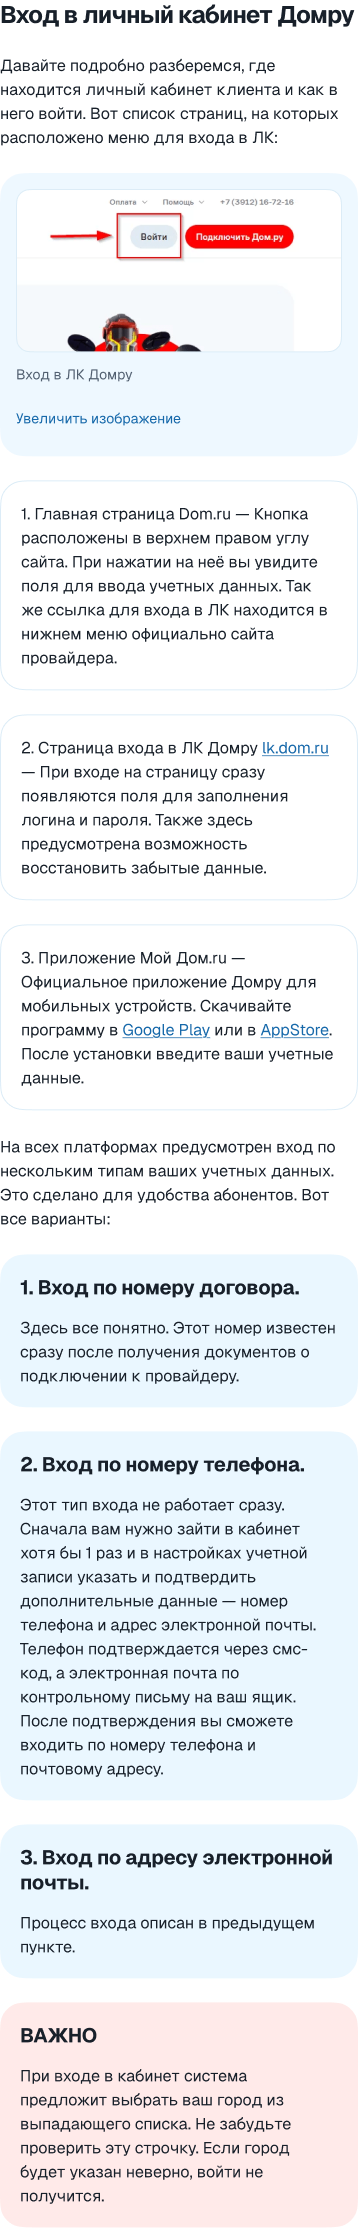 Вход в личный кабинет Домру
Давайте подробно разберемся, где
находится личный кабинет клиента и как в
него войти. Вот список страниц, на которых
расположено меню для входа в ЛК:
Оплата Помощь +7 (3912) 16-72-16
Войти Подключить Дом.ру
Вход в ЛК Домру
Увеличить изображение
1. Главная страница Dom.ru — Кнопка
расположены в верхнем правом углу
сайта. При нажатии на неё вы увидите
поля для ввода учетных данных. Так
же ссылка для входа в ЛК находится в
нижнем меню официально сайта
провайдера.
2. Страница входа в ЛК Домру lk.dom.ru
— При входе на страницу сразу
появляются поля для заполнения
логина и пароля. Также здесь
предусмотрена возможность
восстановить забытые данные.
3. Приложение Мой Дом.ru —
Официальное приложение Домру для
мобильных устройств. Скачивайте
программу в Google Play или в AppStore.
После установки введите ваши учетные
данные.
На всех платформах предусмотрен вход по
нескольким типам ваших учетных данных.
Это сделано для удобства абонентов. Вот
все варианты:
1. Вход по номеру договора.
Здесь все понятно. Этот номер известен
сразу после получения документов о
подключении к провайдеру.
2. Вход по номеру телефона.
Этот тип входа не работает сразу.
Сначала вам нужно зайти в кабинет
хотя бы 1 раз и в настройках учетной
записи указать и подтвердить
дополнительные данные — номер
телефона и адрес электронной почты.
Телефон подтверждается через смс-
код, а электронная почта по
контрольному письму на ваш ящик.
После подтверждения вы сможете
входить по номеру телефона и
почтовому адресу.
3. Вход по адресу электронной
почты.
Процесс входа описан в предыдущем
пункте.
ВАЖНО
При входе в кабинет система
предложит выбрать ваш город из
выпадающего списка. Не забудьте
проверить эту строчку. Если город
будет указан неверно, войти не
получится.